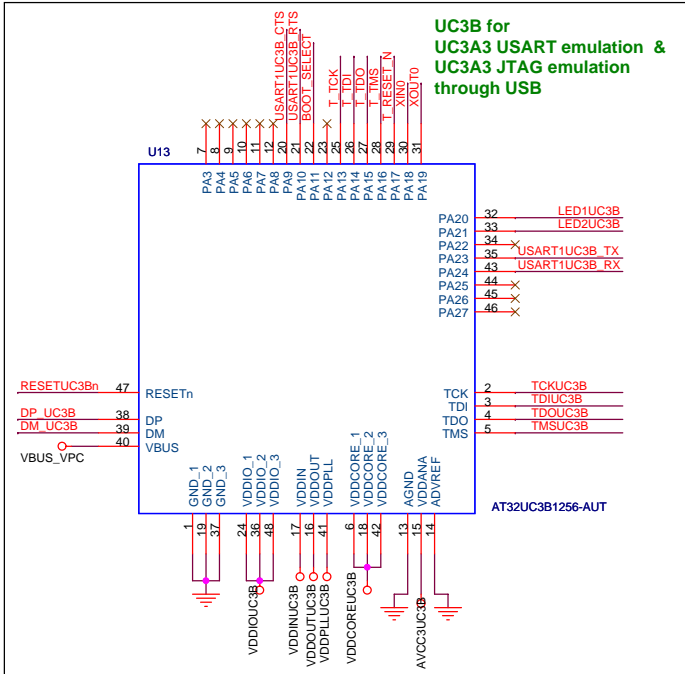 UC3B for
UC3A3 USART emulation &
UC3A3 JTAG emulation
through USB
USART1UC3B_CTS
USART1UC3B_RTS
BOOT_SELECT
T_TCK
T_TDI
T_TDO
T_TMS
T_RESET_N
XIN0
XOUT0
7
8
9
10
11
12
20
21
22
23
25
26
27
28
29
30
31
U13
PA3
PA4
PA5
PA6
PA7
PA8
PA9
PA10
PA11
PA12
PA13
PA14
PA15
PA16
PA17
PA18
PA19
PA20 32 LED1UC3B
PA21 33 LED2UC3B
PA22 34
PA23 35 USART1UC3B_TX
PA24 43 USART1UC3B_RX
PA25 44
PA26 45
PA27 46
RESETUC3Bn 47 RESETn
DP_UC3B 38 DP
DM_UC3B 39 DM
40 VBUS
VBUS_VPC
TCK 2 TCKUC3B
TDI 3 TDIUC3B
TDO 4 TDOUC3B
TMS 5 TMSUC3B
GND_1
GND_2
GND_3
VDDIO_1
VDDIO_2
VDDIO_3
VDDIN
VDDOUT
VDDPLL
VDDCORE_1
VDDCORE_2
VDDCORE_3
AGND
VDDANA
ADVREF
AT32UC3B1256-AUT
1
19
37
24
36
48
17
16
41
6
18
42
13
15
14
VDDIOUC3B
VDDINUC3B
VDDOUTUC3B
VDDPLLUC3B
VDDCOREUC3B
AVCC3UC3B